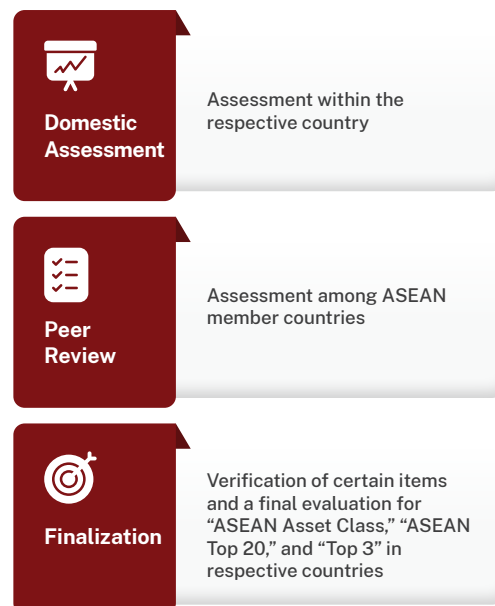 Domestic
Assessment
Assessment within the
respective country
Peer
Review
Assessment among ASEAN
member countries
Finalization
Verification of certain items
and a final evaluation for
“ASEAN Asset Class,” “ASEAN
Top 20,” and “Top 3” in
respective countries